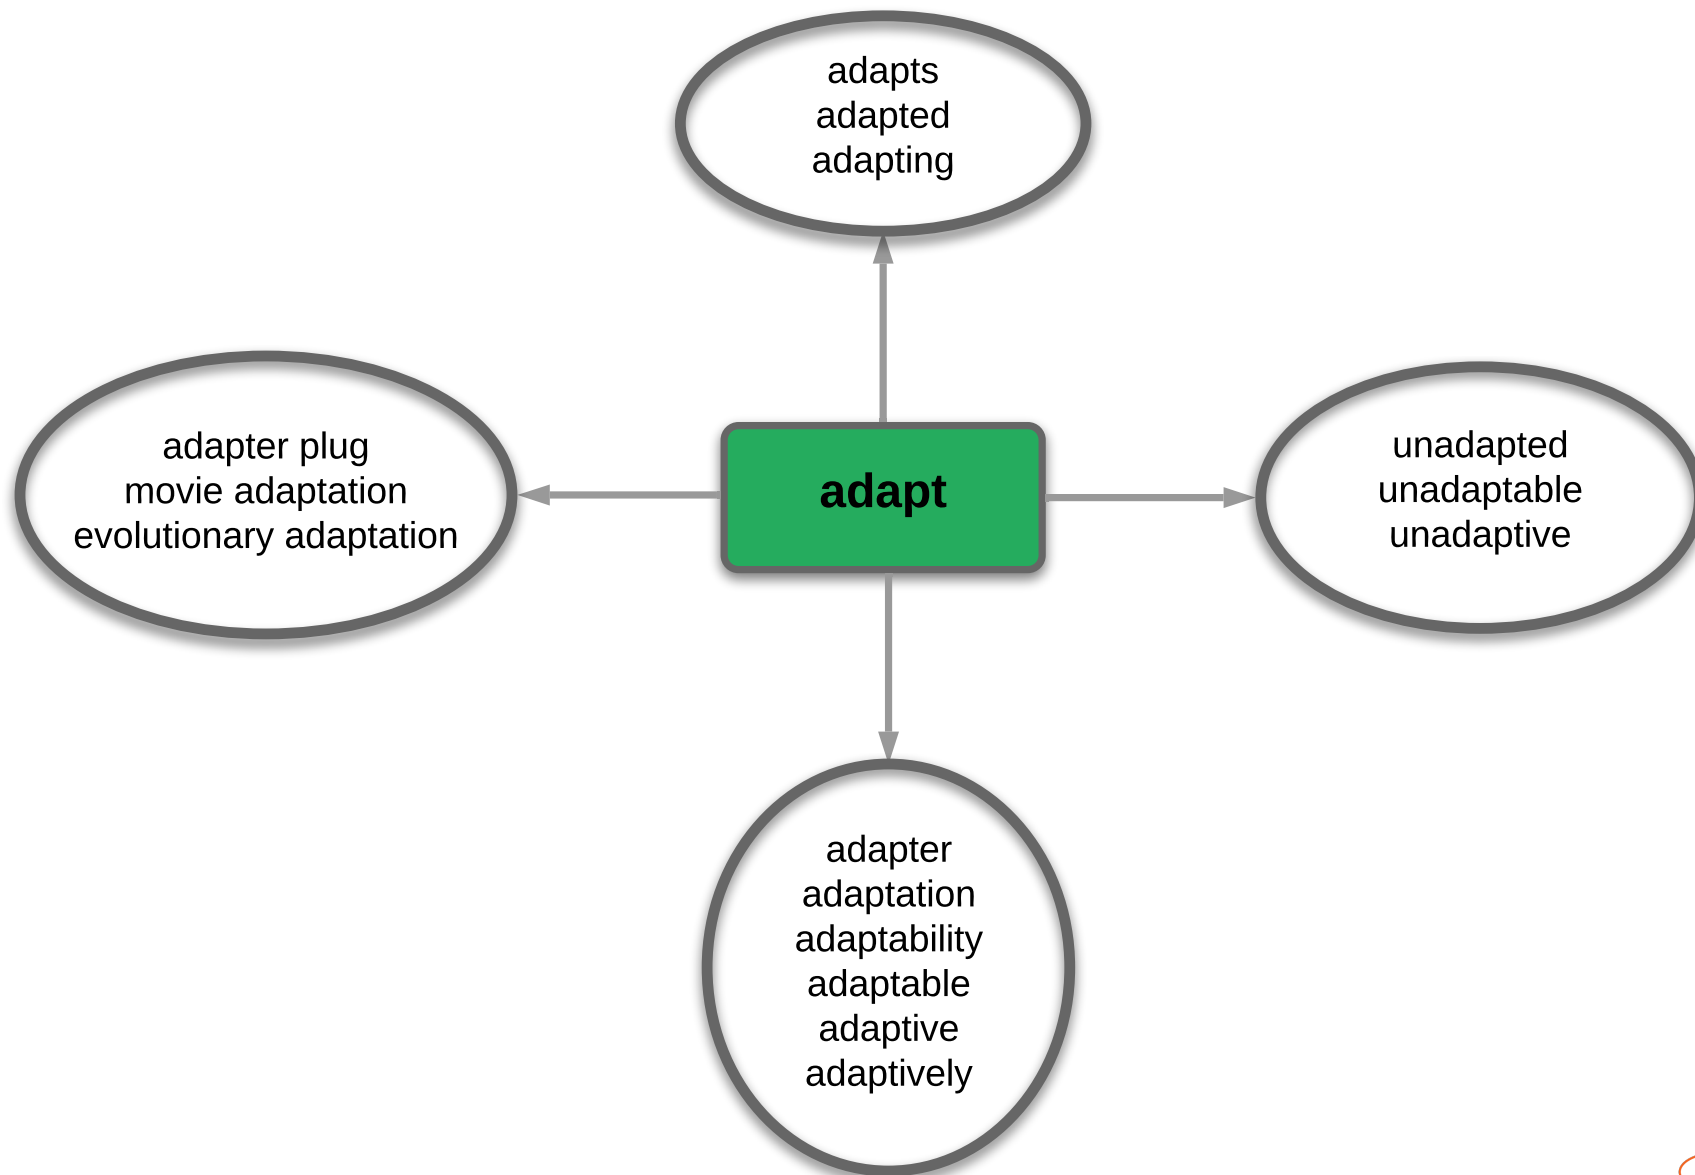 adapts
adapted
adapting
adapter plug
movie adaptation
evolutionary adaptation
adapt
unadapted
unadaptable
unadaptive
adapter
adaptation
adaptability
adaptable
adaptive
adaptively